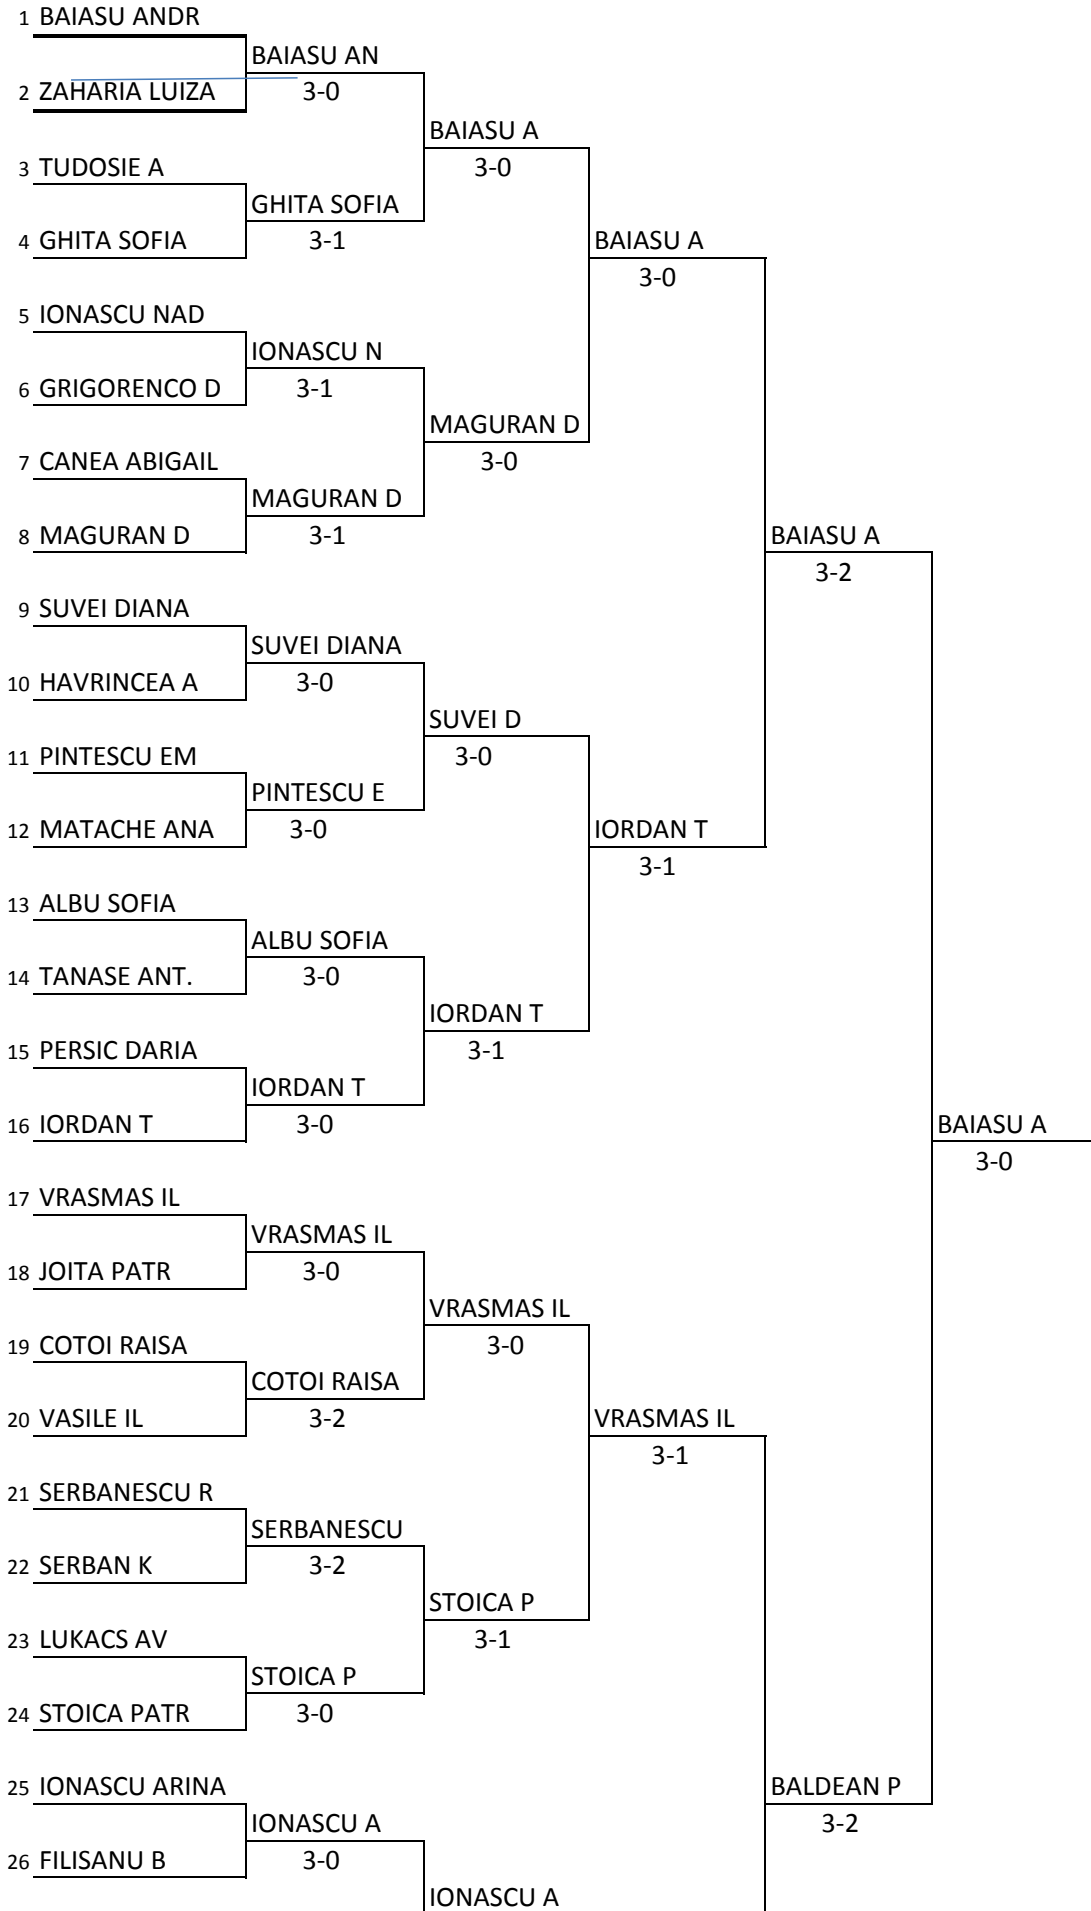 1 BAIASU ANDR
BAIASU AN
2 ZAHARIA LUIZA 3-0
BAIASU A
3 TUDOSIE A 3-0
GHITA SOFIA
4 GHITA SOFIA 3-1 BAIASU A
3-0
5 IONASCU NAD
IONASCU N
6 GRIGORENCO D 3-1
MAGURAN D
7 CANEA ABIGAIL 3-0
MAGURAN D
8 MAGURAN D 3-1 BAIASU A
3-2
9 SUVEI DIANA
SUVEI DIANA
10 HAVRINCEA A 3-0
SUVEI D
11 PINTESCU EM 3-0
PINTESCU E
12 MATACHE ANA 3-0 IORDAN T
3-1
13 ALBU SOFIA
ALBU SOFIA
14 TANASE ANT. 3-0
IORDAN T
15 PERSIC DARIA 3-1
IORDAN T
16 IORDAN T 3-0 BAIASU A
3-0
17 VRASMAS IL
VRASMAS IL
18 JOITA PATR 3-0
VRASMAS IL
19 COTOI RAISA 3-0
COTOI RAISA
20 VASILE IL 3-2 VRASMAS IL
3-1
21 SERBANESCU R
SERBANESCU
22 SERBAN K 3-2
STOICA P
23 LUKACS AV 3-1
STOICA P
24 STOICA PATR 3-0
25 IONASCU ARINA BALDEAN P
IONASCU A 3-2
26 FILISANU B 3-0
IONASCU A